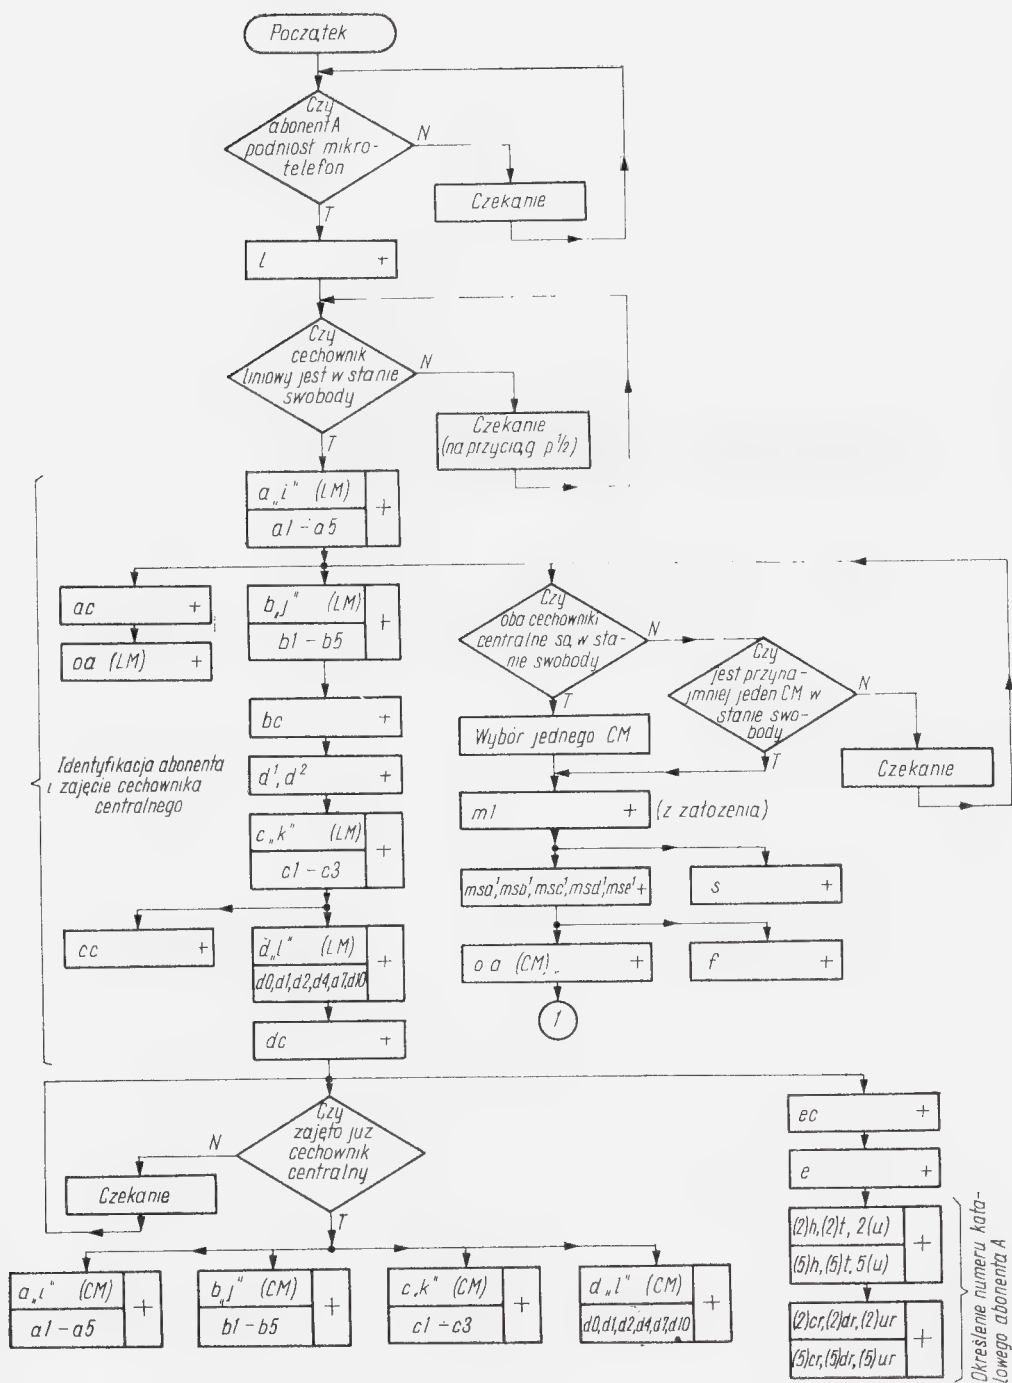 Początek
Czy
abonent A
podniósł mikro-
telefon
N
T
Czekanie
l +
Czy
cechownik
liniowy jest w stanie
swobody
N
T
Czekanie
(na przyciąg p½)
a„i" (LM) +
a1-a5
ac +
oa (LM) +
b„j" (LM) +
b1-b5
bc +
d¹, d² +
c„k" (LM) +
c1-c3
cc +
d„l" (LM) +
d0,d1,d2,d4,d7,d10
dc +
Identyfikacja abonenta
i zajęcie cechownika
centralnego
Czy
oba cechowniki
centralne są w sta-
nie swobody
N
T
Czy
jest przyna-
jmniej jeden CM w
stanie swo-
body
N
T
Wybór jednego CM
Czekanie
m1 + (z założenia)
msa¹,msb¹,msc¹,msd¹,mse¹+
s +
oa (CM) +
f +
1
Czy
zajęto już
cechownik
centralny
N
T
Czekanie
ec +
e +
(2)h,(2)t, 2(u) +
(5)h,(5)t, 5(u)
(2)cr,(2)dr,(2)ur +
(5)cr,(5)dr,(5)ur
Określenie numeru kata-
lowego abonenta A
a„i" (CM) +
a1-a5
b„j" (CM) +
b1-b5
c„k" (CM) +
c1-c3
d„l" (CM) +
d0,d1,d2,d4,d7,d10